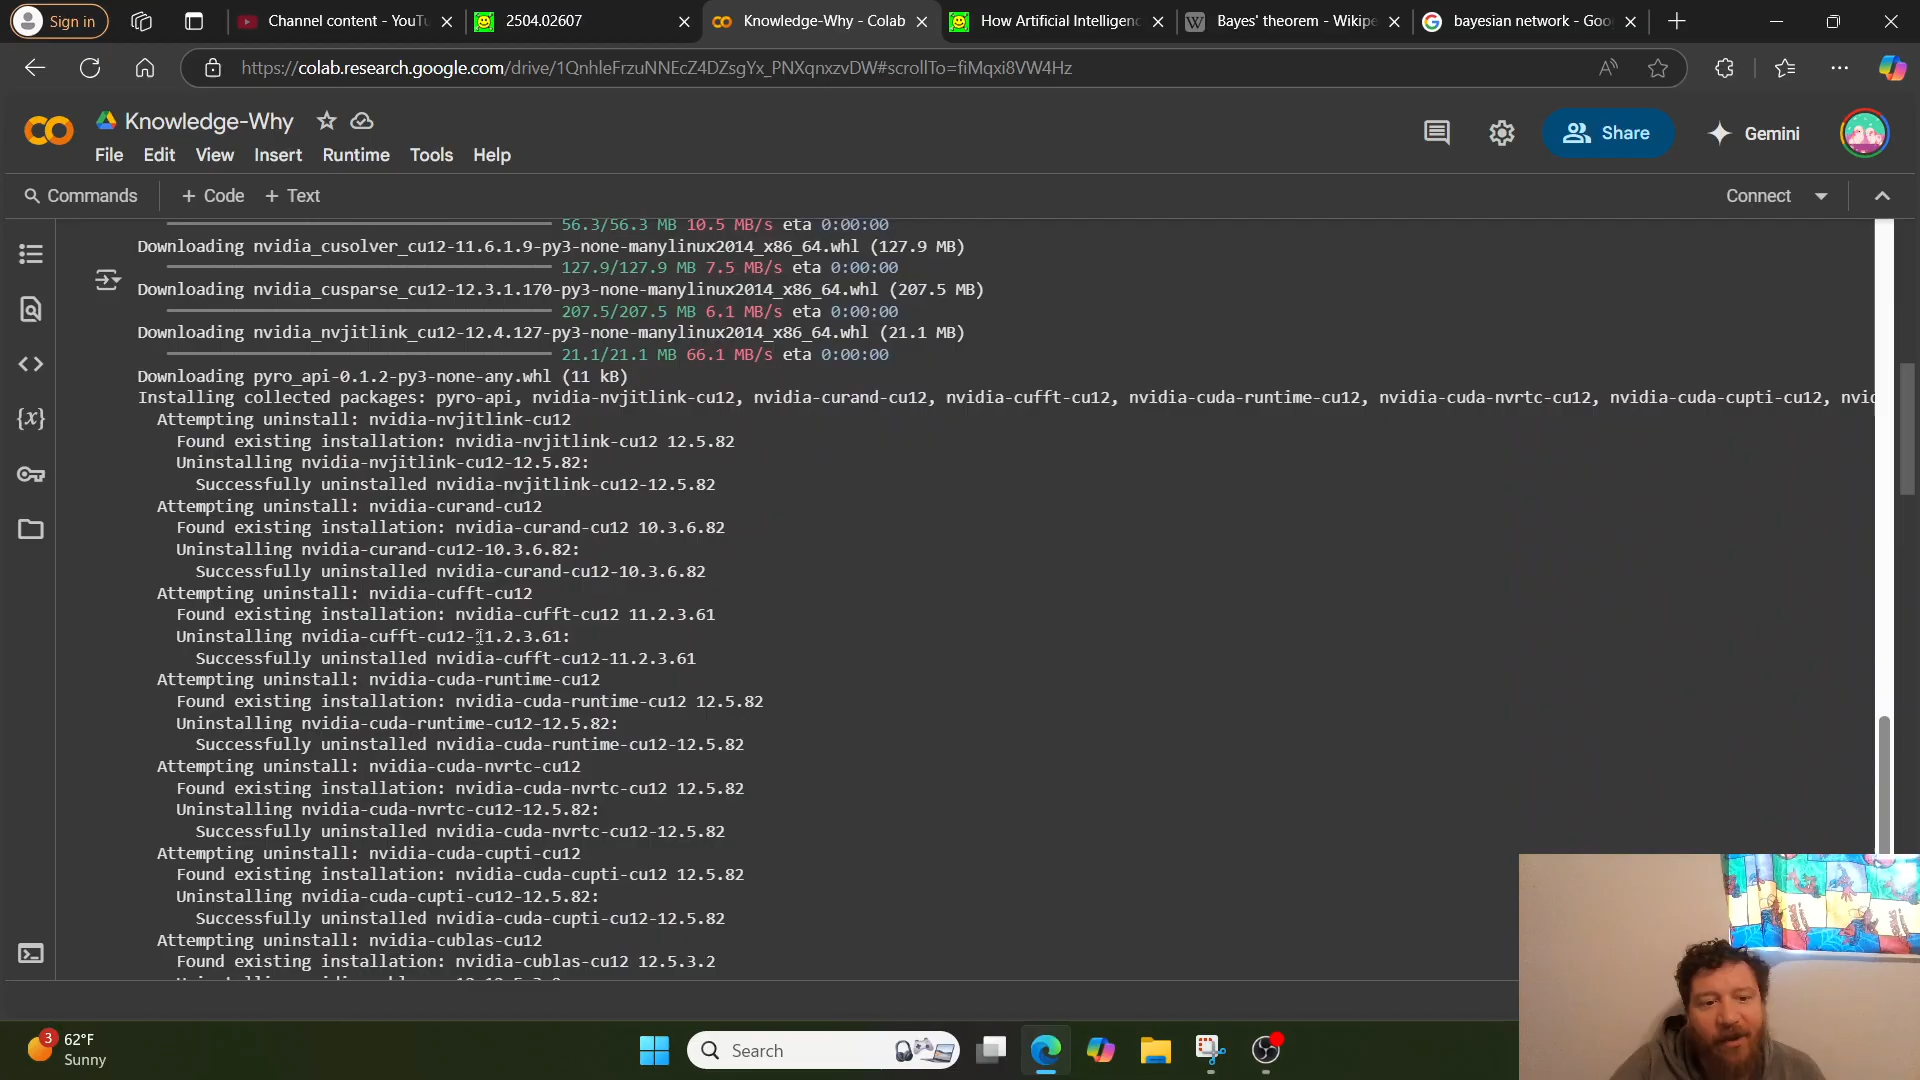 Sign in
Channel content - YouTu
2504.02607
Knowledge-Why - Colab
How Artificial Intelligenc
Bayes' theorem - Wikipe
bayesian network - Goo
https://colab.research.google.com/drive/1QnhleFrzuNNEcZ4DZsgYx_PNXqnxzvDW#scrollTo=fiMqxi8VW4Hz
Knowledge-Why
File Edit View Insert Runtime Tools Help
Share
Gemini
Commands + Code + Text
Connect
56.3/56.3 MB 10.5 MB/s eta 0:00:00
Downloading nvidia_cusolver_cu12-11.6.1.9-py3-none-manylinux2014_x86_64.whl (127.9 MB)
127.9/127.9 MB 7.5 MB/s eta 0:00:00
Downloading nvidia_cusparse_cu12-12.3.1.170-py3-none-manylinux2014_x86_64.whl (207.5 MB)
207.5/207.5 MB 6.1 MB/s eta 0:00:00
Downloading nvidia_nvjitlink_cu12-12.4.127-py3-none-manylinux2014_x86_64.whl (21.1 MB)
21.1/21.1 MB 66.1 MB/s eta 0:00:00
Downloading pyro_api-0.1.2-py3-none-any.whl (11 kB)
Installing collected packages: pyro-api, nvidia-nvjitlink-cu12, nvidia-curand-cu12, nvidia-cufft-cu12, nvidia-cuda-runtime-cu12, nvidia-cuda-nvrtc-cu12, nvidia-cuda-cupti-cu12, nvid
Attempting uninstall: nvidia-nvjitlink-cu12
Found existing installation: nvidia-nvjitlink-cu12 12.5.82
Uninstalling nvidia-nvjitlink-cu12-12.5.82:
Successfully uninstalled nvidia-nvjitlink-cu12-12.5.82
Attempting uninstall: nvidia-curand-cu12
Found existing installation: nvidia-curand-cu12 10.3.6.82
Uninstalling nvidia-curand-cu12-10.3.6.82:
Successfully uninstalled nvidia-curand-cu12-10.3.6.82
Attempting uninstall: nvidia-cufft-cu12
Found existing installation: nvidia-cufft-cu12 11.2.3.61
Uninstalling nvidia-cufft-cu12-11.2.3.61:
Successfully uninstalled nvidia-cufft-cu12-11.2.3.61
Attempting uninstall: nvidia-cuda-runtime-cu12
Found existing installation: nvidia-cuda-runtime-cu12 12.5.82
Uninstalling nvidia-cuda-runtime-cu12-12.5.82:
Successfully uninstalled nvidia-cuda-runtime-cu12-12.5.82
Attempting uninstall: nvidia-cuda-nvrtc-cu12
Found existing installation: nvidia-cuda-nvrtc-cu12 12.5.82
Uninstalling nvidia-cuda-nvrtc-cu12-12.5.82:
Successfully uninstalled nvidia-cuda-nvrtc-cu12-12.5.82
Attempting uninstall: nvidia-cuda-cupti-cu12
Found existing installation: nvidia-cuda-cupti-cu12 12.5.82
Uninstalling nvidia-cuda-cupti-cu12-12.5.82:
Successfully uninstalled nvidia-cuda-cupti-cu12-12.5.82
Attempting uninstall: nvidia-cublas-cu12
Found existing installation: nvidia-cublas-cu12 12.5.3.2
3
62°F
Sunny
Search